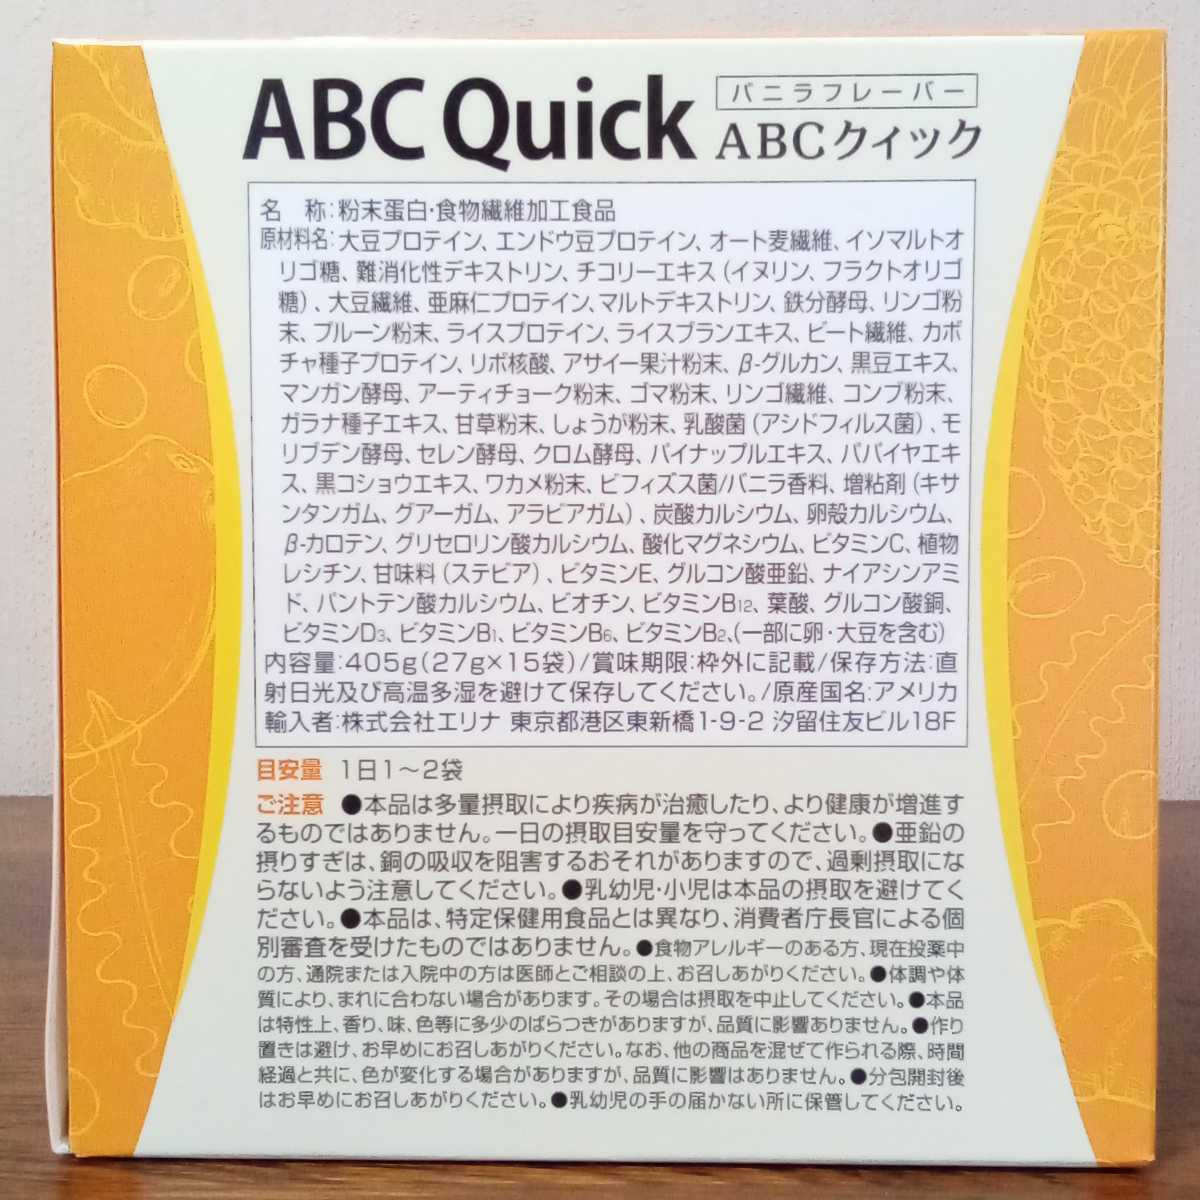 ABC Quick
バニラフレーバー
ABCクイック
名　称：粉末蛋白・食物繊維加工食品
原材料名：大豆プロテイン、エンドウ豆プロテイン、オート麦繊維、イソマルトオ
リゴ糖、難消化性デキストリン、チコリーエキス（イヌリン、フラクトオリゴ
糖）、大豆繊維、亜麻仁プロテイン、マルトデキストリン、鉄分酵母、リンゴ粉
末、プルーン粉末、ライスプロテイン、ライスブランエキス、ビート繊維、カボ
チャ種子プロテイン、リボ核酸、アサイー果汁粉末、β-グルカン、黒豆エキス、
マンガン酵母、アーティチョーク粉末、ゴマ粉末、リンゴ繊維、コンブ粉末、
ガラナ種子エキス、甘草粉末、しょうが粉末、乳酸菌（アシドフィルス菌）、モ
リブデン酵母、セレン酵母、クロム酵母、パイナップルエキス、パパイヤエキ
ス、黒コショウエキス、ワカメ粉末、ビフィズス菌/バニラ香料、増粘剤（キサ
ンタンガム、グアーガム、アラビアガム）、炭酸カルシウム、卵殻カルシウム、
β-カロテン、グリセロリン酸カルシウム、酸化マグネシウム、ビタミンC、植物
レシチン、甘味料（ステビア）、ビタミンE、グルコン酸亜鉛、ナイアシンアミ
ド、パントテン酸カルシウム、ビオチン、ビタミンB12、葉酸、グルコン酸銅、
ビタミンD3、ビタミンB1、ビタミンB6、ビタミンB2、（一部に卵・大豆を含む）
内容量：405g（27g×15袋）/賞味期限：枠外に記載/保存方法：直
射日光及び高温多湿を避けて保存してください。/原産国名：アメリカ
輸入者：株式会社エリナ 東京都港区東新橋1-9-2 汐留住友ビル18F
目安量 1日1～2袋
ご注意 ●本品は多量摂取により疾病が治癒したり、より健康が増進す
るものではありません。一日の摂取目安量を守ってください。●亜鉛の
摂りすぎは、銅の吸収を阻害するおそれがありますので、過剰摂取にな
らないよう注意してください。●乳幼児・小児は本品の摂取を避けてく
ださい。●本品は、特定保健用食品とは異なり、消費者庁長官による個
別審査を受けたものではありません。●食物アレルギーのある方、現在投薬中
の方、通院または入院中の方は医師とご相談の上、お召しあがりください。●体調や体
質により、まれに合わない場合があります。その場合は摂取を中止してください。●本品
は特性上、香り、味、色等に多少のばらつきがありますが、品質に影響ありません。●作り
置きは避け、お早めにお召しあがりください。なお、他の商品を混ぜて作られる際、時間
経過と共に、色が変化する場合がありますが、品質に影響はありません。●分包開封後
はお早めにお召しあがりください。●乳幼児の手の届かない所に保管してください。